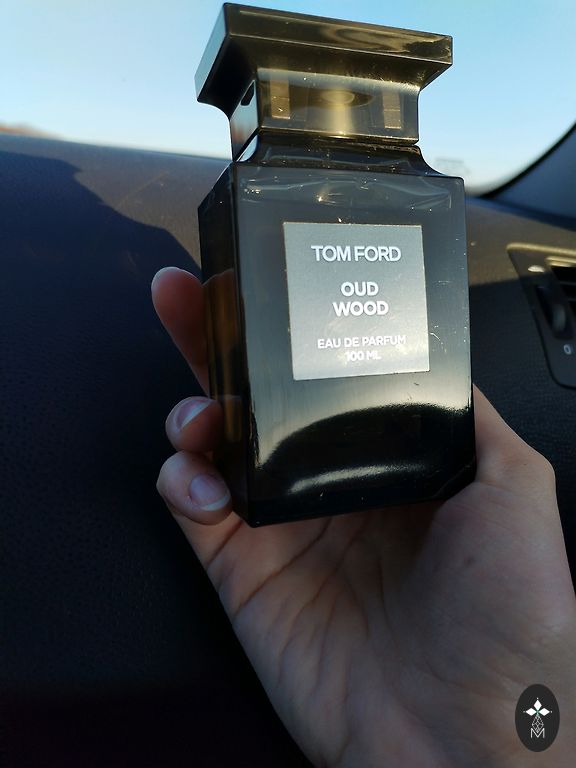 TOM FORD
OUD
WOOD
EAU DE PARFUM
100 ML
M